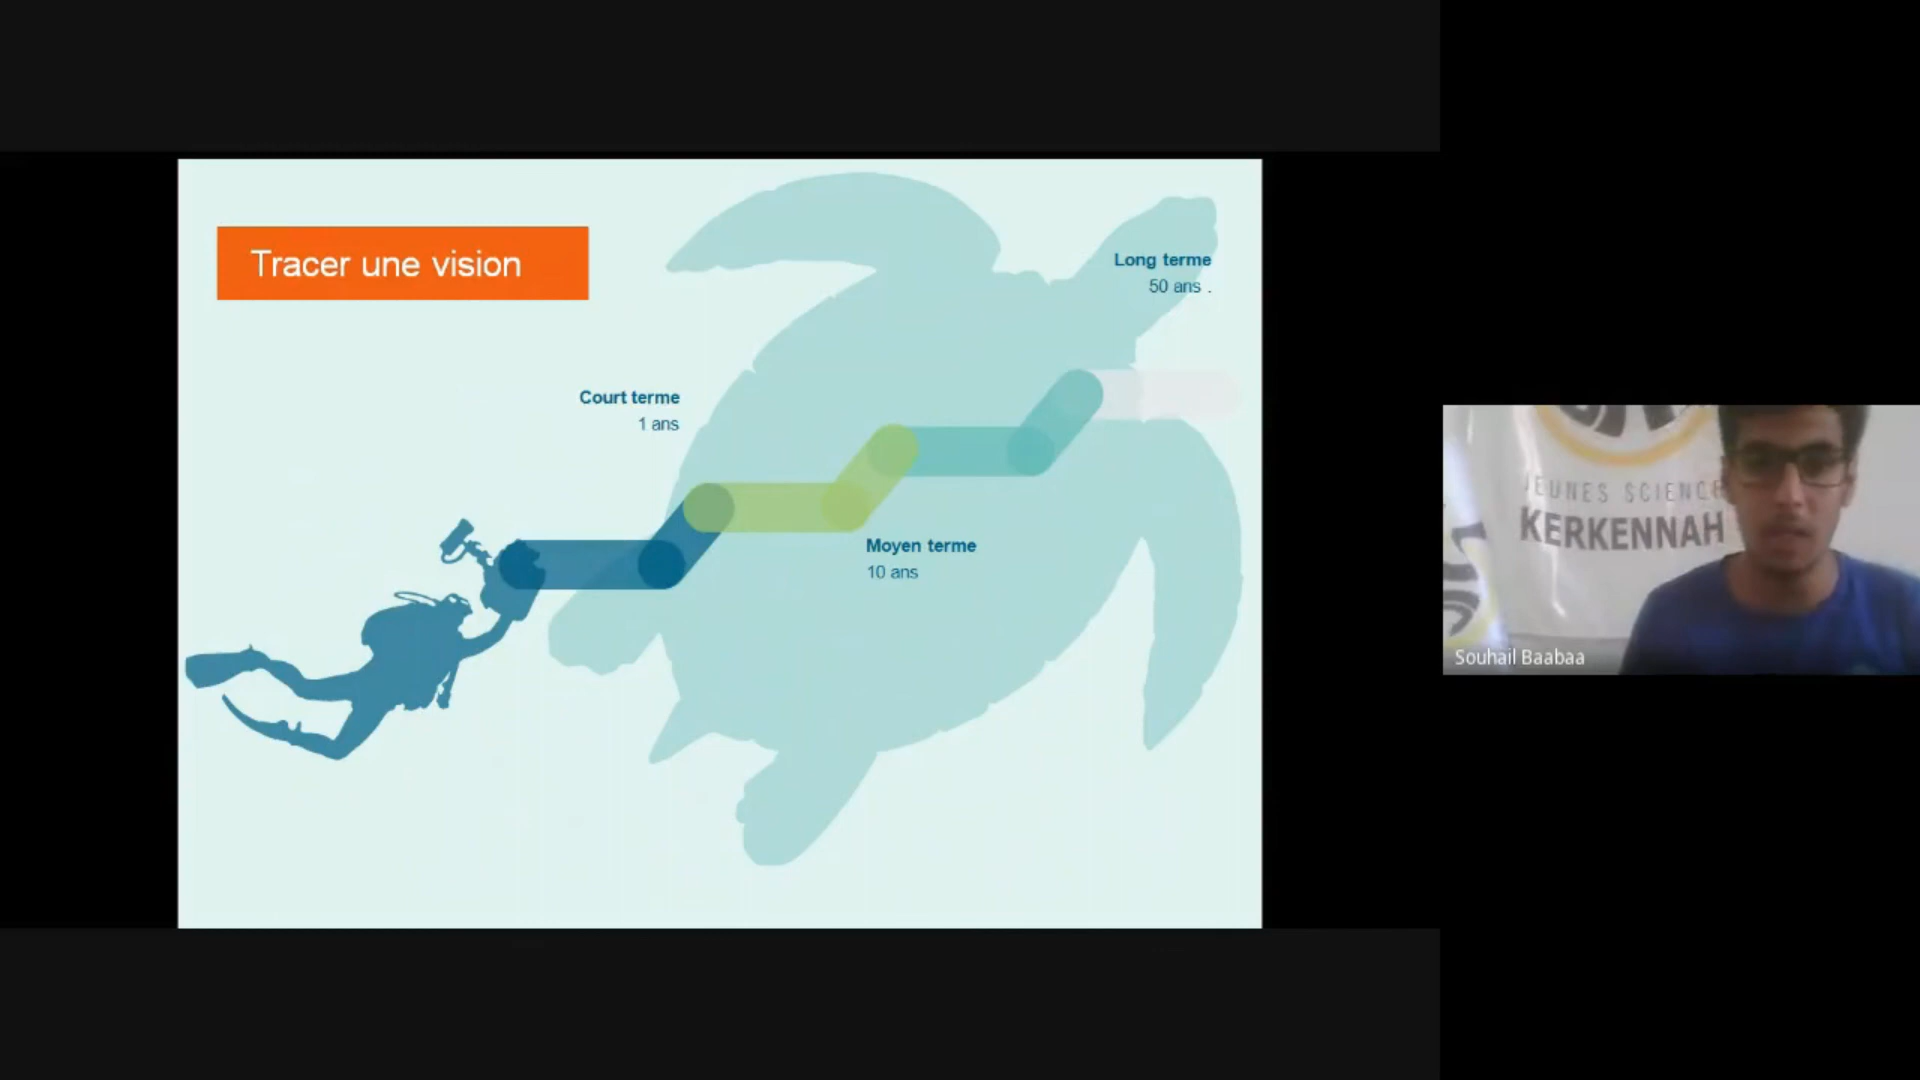 Tracer une vision
Long terme
50 ans .
Court terme
1 ans
Moyen terme
10 ans
JEUNES SCIENCE
KERKENNAH
Souhail Baabaa